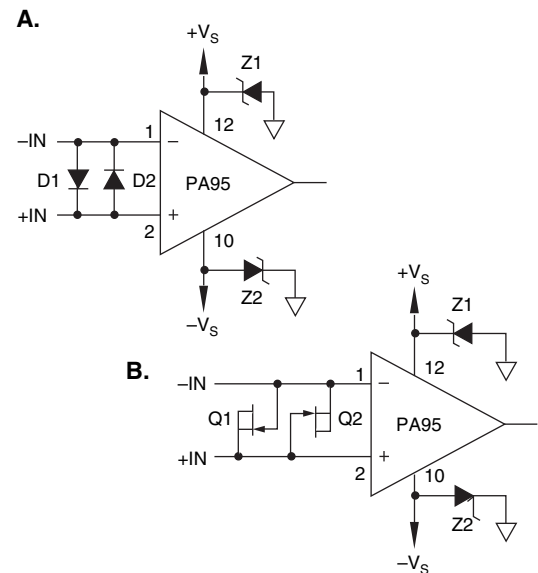 A.
+VS
Z1
12
–IN
1
–
D1
D2
PA95
+IN
+
2
10
Z2
–VS
B.
+VS
Z1
12
–IN
1
–
Q1
Q2
PA95
+IN
+
2
10
Z2
–VS